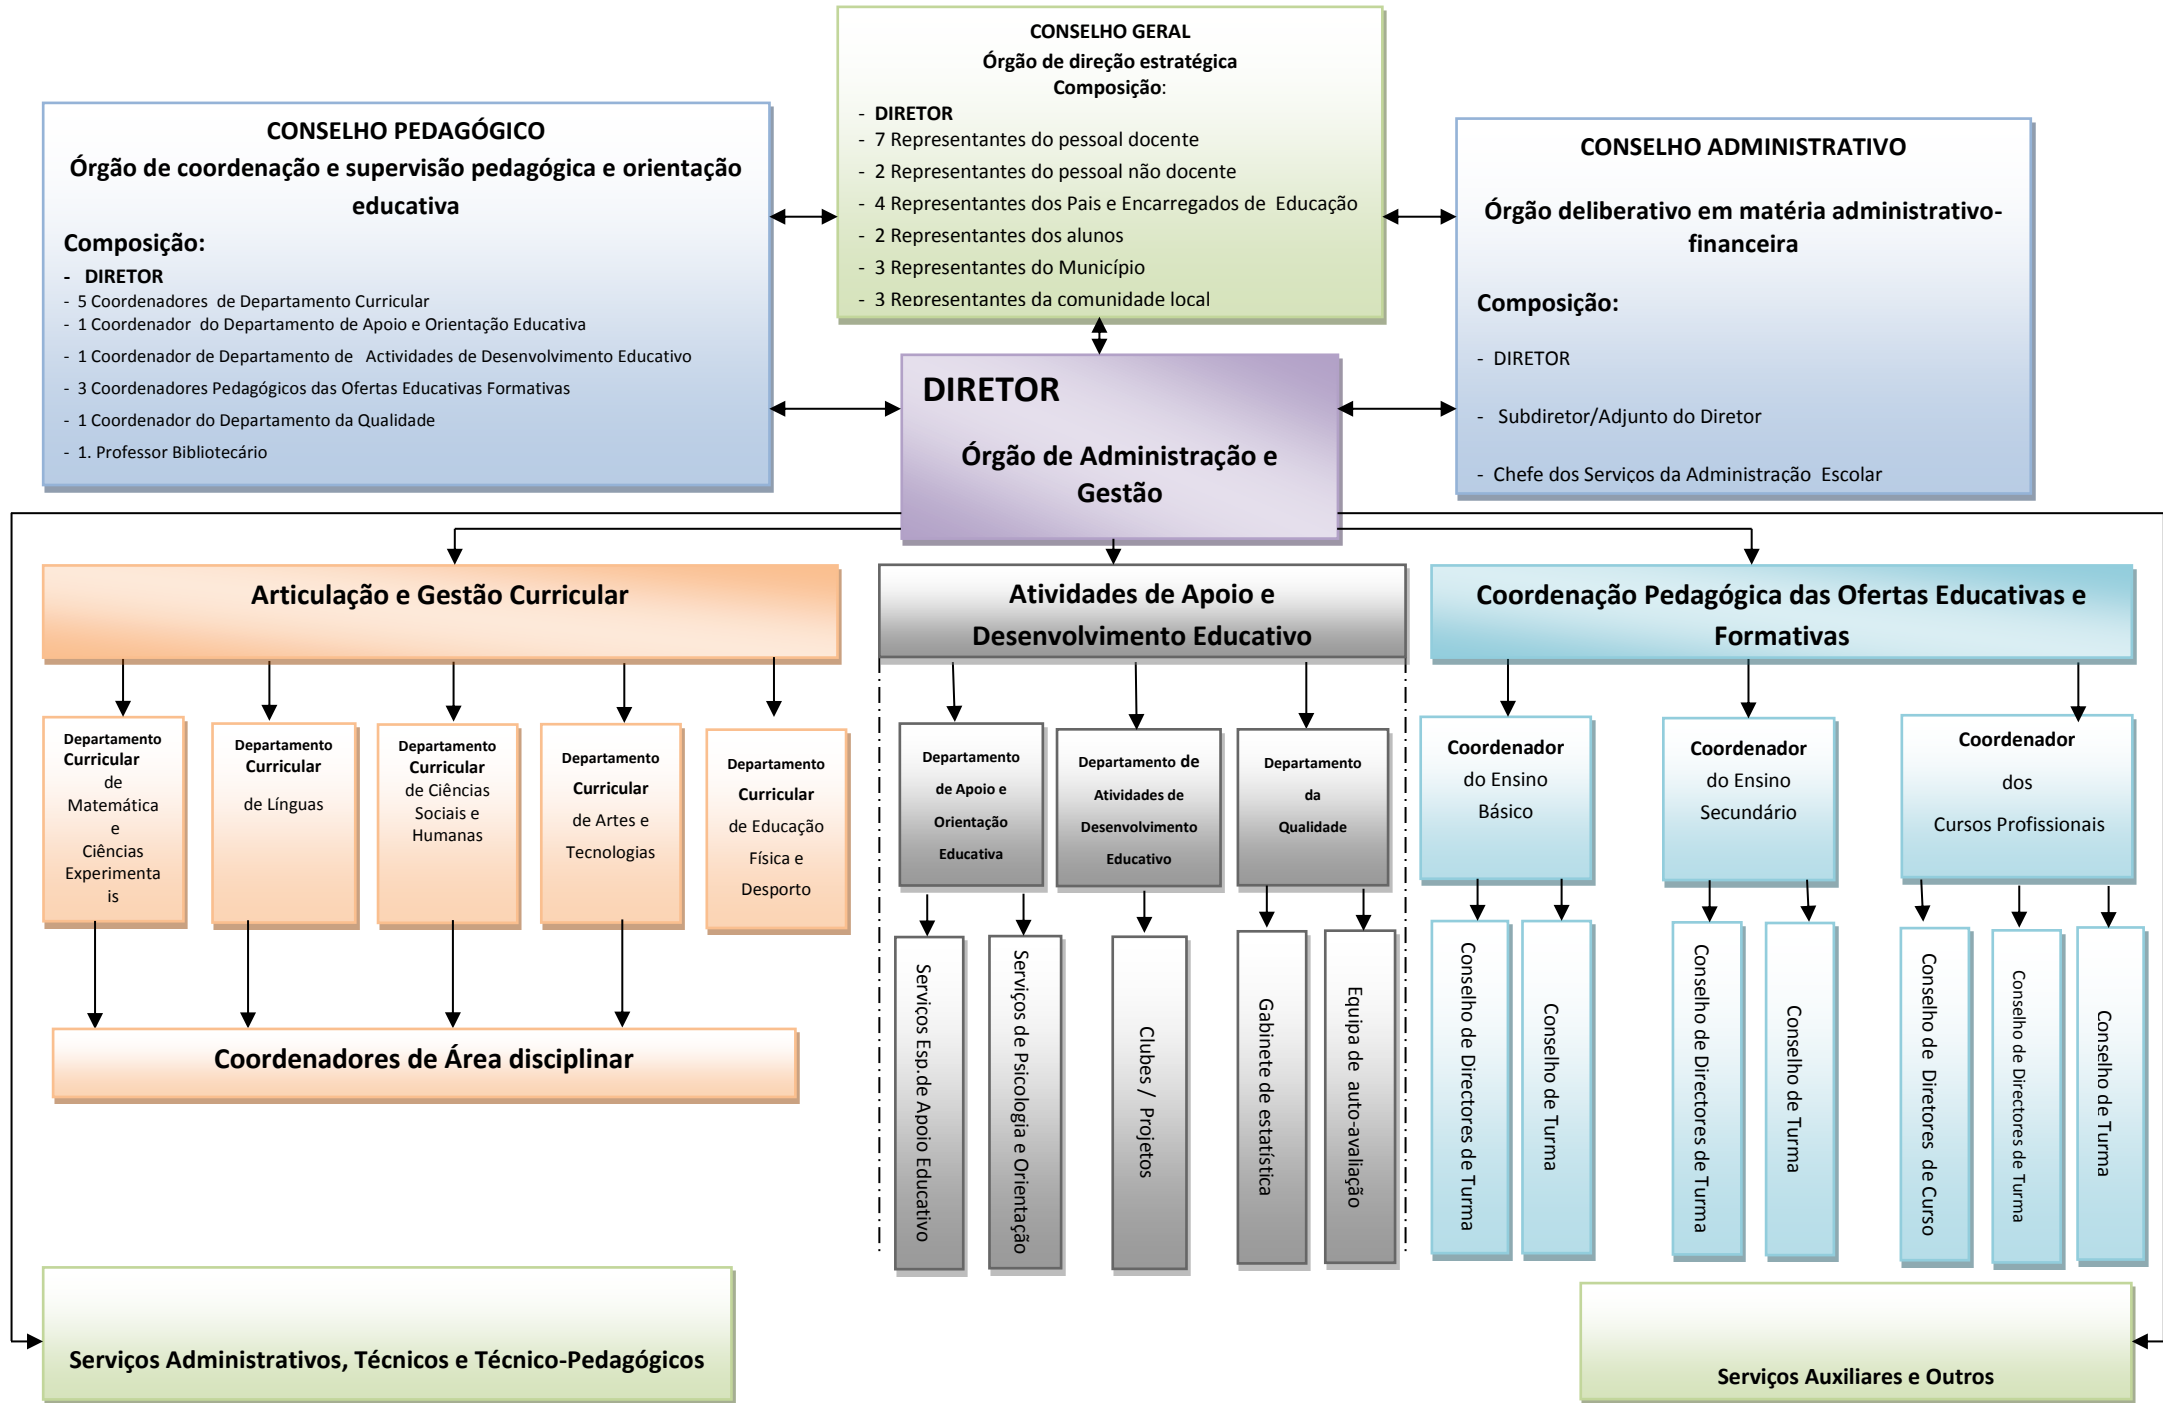 CONSELHO GERAL
Órgão de direção estratégica
Composição:
- DIRETOR
- 7 Representantes do pessoal docente
- 2 Representantes do pessoal não docente
- 4 Representantes dos Pais e Encarregados de Educação
- 2 Representantes dos alunos
- 3 Representantes do Município
- 3 Representantes da comunidade local
CONSELHO PEDAGÓGICO
Órgão de coordenação e supervisão pedagógica e orientação
educativa
Composição:
- DIRETOR
- 5 Coordenadores de Departamento Curricular
- 1 Coordenador do Departamento de Apoio e Orientação Educativa
- 1 Coordenador de Departamento de Actividades de Desenvolvimento Educativo
- 3 Coordenadores Pedagógicos das Ofertas Educativas Formativas
- 1 Coordenador do Departamento da Qualidade
- 1. Professor Bibliotecário
CONSELHO ADMINISTRATIVO
Órgão deliberativo em matéria administrativo-
financeira
Composição:
- DIRETOR
- Subdiretor/Adjunto do Diretor
- Chefe dos Serviços da Administração Escolar
DIRETOR
Órgão de Administração e
Gestão
Articulação e Gestão Curricular
Departamento
Curricular
de
Matemática
e
Ciências
Experimenta
is
Departamento
Curricular
de Línguas
Departamento
Curricular
de Ciências
Sociais e
Humanas
Departamento
Curricular
de Artes e
Tecnologias
Departamento
Curricular
de Educação
Física e
Desporto
Coordenadores de Área disciplinar
Atividades de Apoio e
Desenvolvimento Educativo
Departamento
de Apoio e
Orientação
Educativa
Departamento de
Atividades de
Desenvolvimento
Educativo
Departamento
da
Qualidade
Serviços Esp.de Apoio Educativo
Serviços de Psicologia e Orientação
Clubes / Projetos
Gabinete de estatística
Equipa de auto-avaliação
Coordenação Pedagógica das Ofertas Educativas e
Formativas
Coordenador
do Ensino
Básico
Coordenador
do Ensino
Secundário
Coordenador
dos
Cursos Profissionais
Conselho de Directores de Turma
Conselho de Turma
Conselho de Directores de Turma
Conselho de Turma
Conselho de Diretores de Curso
Conselho de Directores de Turma
Conselho de Turma
Serviços Administrativos, Técnicos e Técnico-Pedagógicos
Serviços Auxiliares e Outros